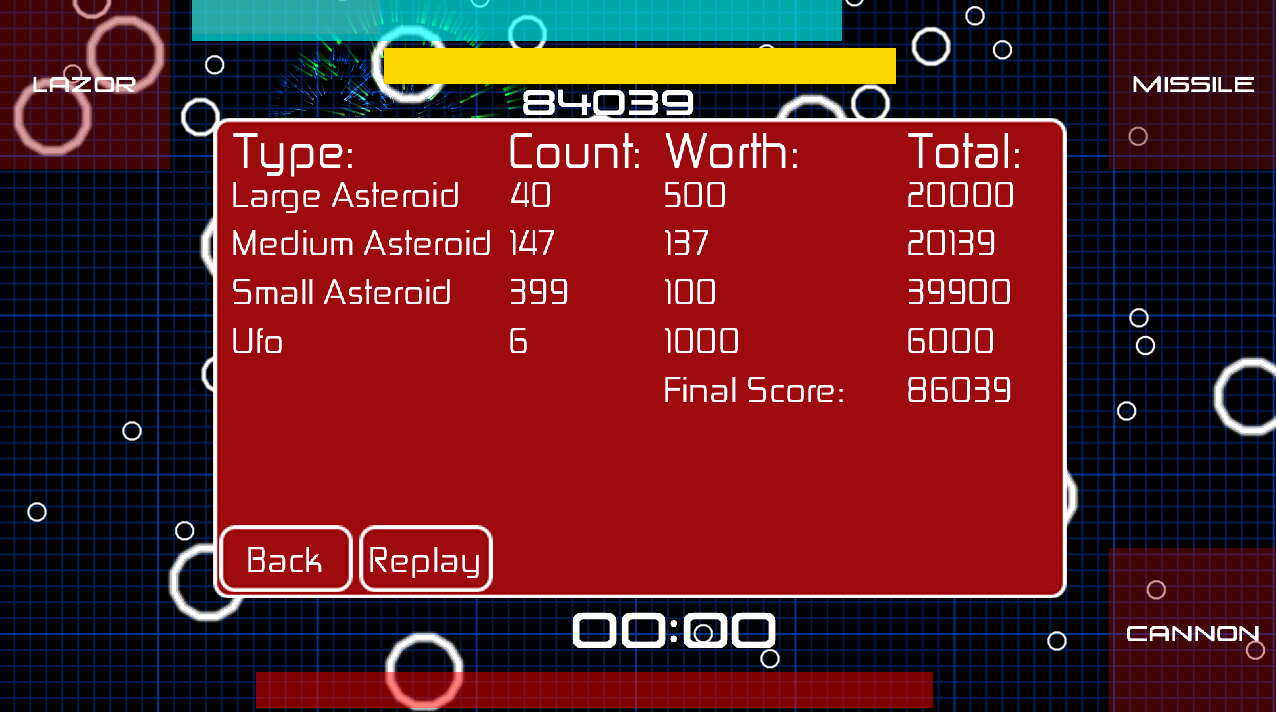 LAZOR
MISSILE
84039
Type: Count: Worth: Total:
Large Asteroid 40 500 20000
Medium Asteroid 147 137 20139
Small Asteroid 399 100 39900
Ufo 6 1000 6000
Final Score: 86039
Back Replay
00:00
CANNON